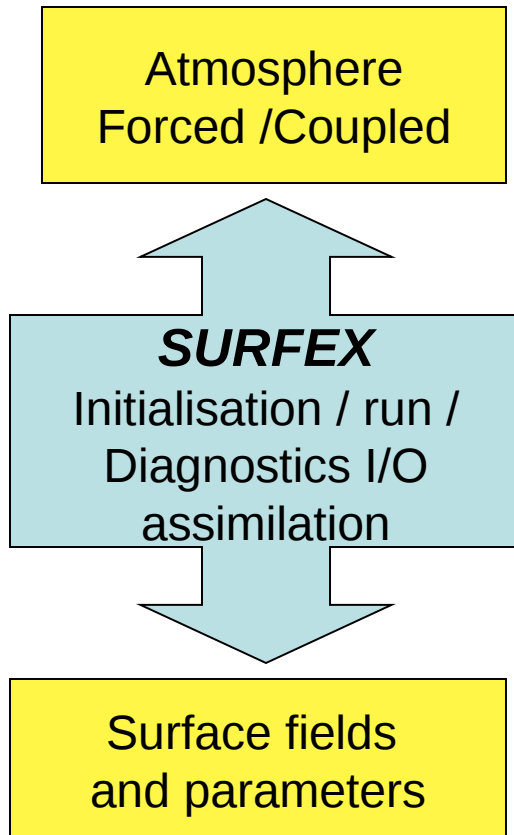 Atmosphere
Forced /Coupled
SURFEX
Initialisation / run /
Diagnostics I/O
assimilation
Surface fields
and parameters